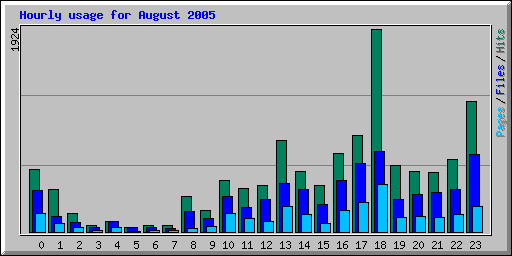 Hourly usage for August 2005
1924
Pages/Files/Hits
0 1 2 3 4 5 6 7 8 9 10 11 12 13 14 15 16 17 18 19 20 21 22 23